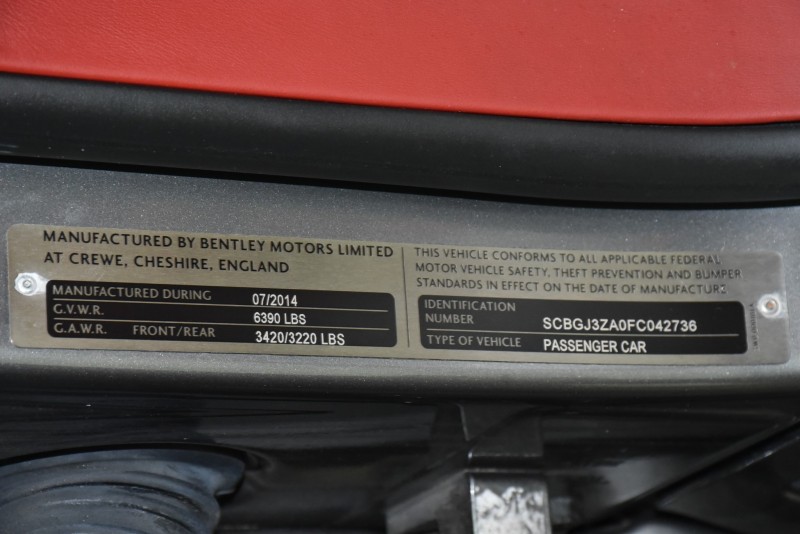 MANUFACTURED BY BENTLEY MOTORS LIMITED
AT CREWE, CHESHIRE, ENGLAND
MANUFACTURED DURING 07/2014
G.V.W.R. 6390 LBS
G.A.W.R. FRONT/REAR 3420/3220 LBS
THIS VEHICLE CONFORMS TO ALL APPLICABLE FEDERAL
MOTOR VEHICLE SAFETY, THEFT PREVENTION AND BUMPER
STANDARDS IN EFFECT ON THE DATE OF MANUFACTURE
IDENTIFICATION
NUMBER SCBGJ3ZA0FC042736
TYPE OF VEHICLE PASSENGER CAR